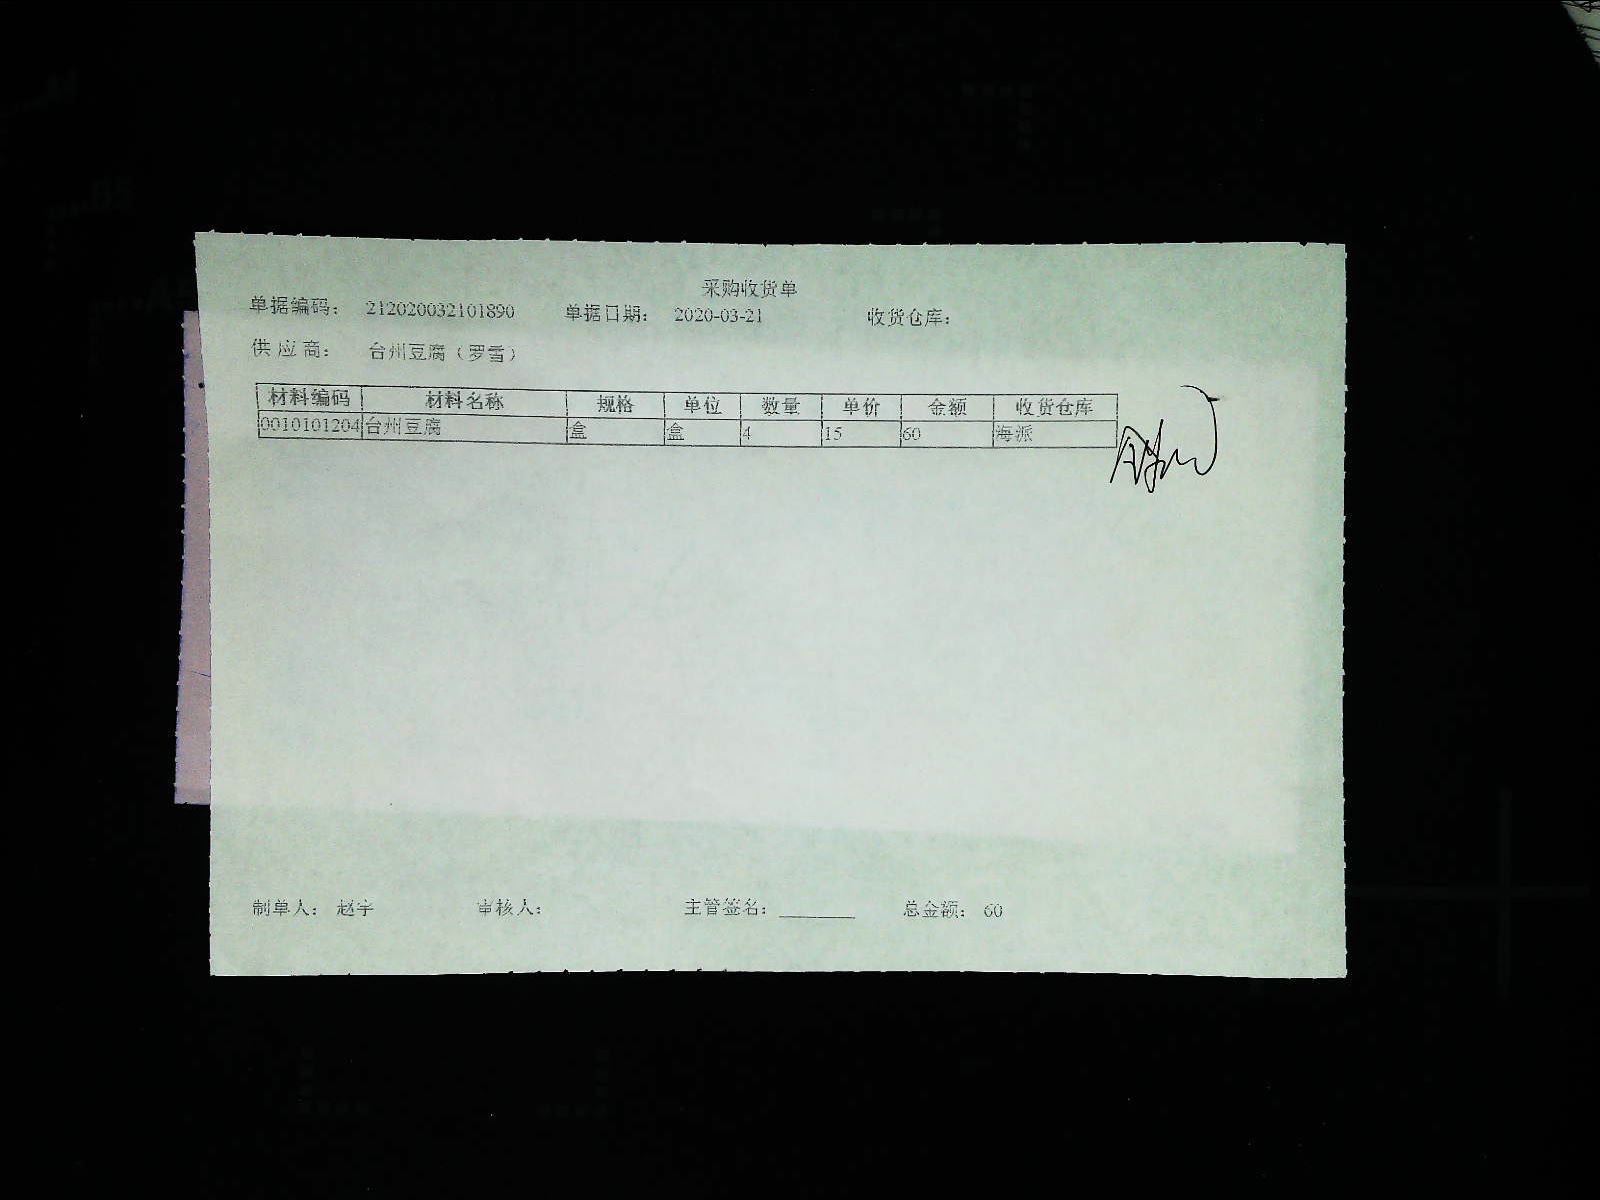 采购收货单
单据编码： 212020032101890 单据日期： 2020-03-21 收货仓库：
供应商： 台州豆腐（罗雪）
材料编码 材料名称 规格 单位 数量 单价 金额 收货仓库
0010101204 台州豆腐 盒 盒 4 15 60 海派
制单人： 赵宇 审核人： 主管签名：________ 总金额： 60